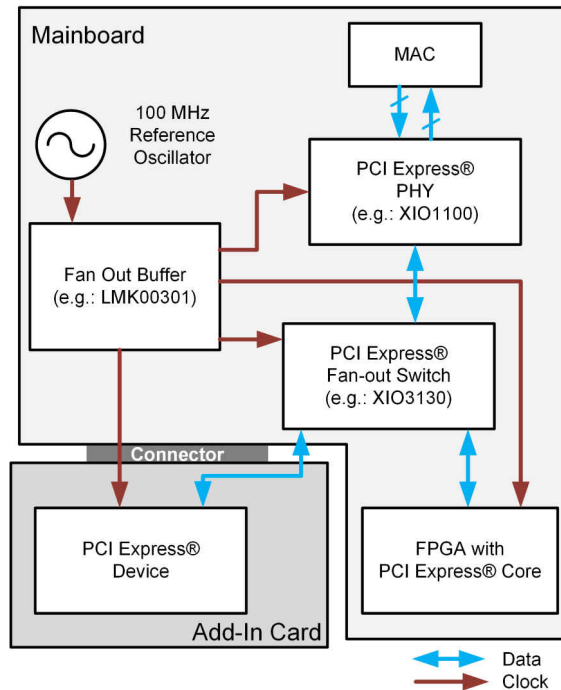 Mainboard
MAC
100 MHz
Reference
Oscillator
PCI Express®
PHY
(e.g.: XIO1100)
Fan Out Buffer
(e.g.: LMK00301)
PCI Express®
Fan-out Switch
(e.g.: XIO3130)
Connector
PCI Express®
Device
FPGA with
PCI Express® Core
Add-In Card
Data
Clock